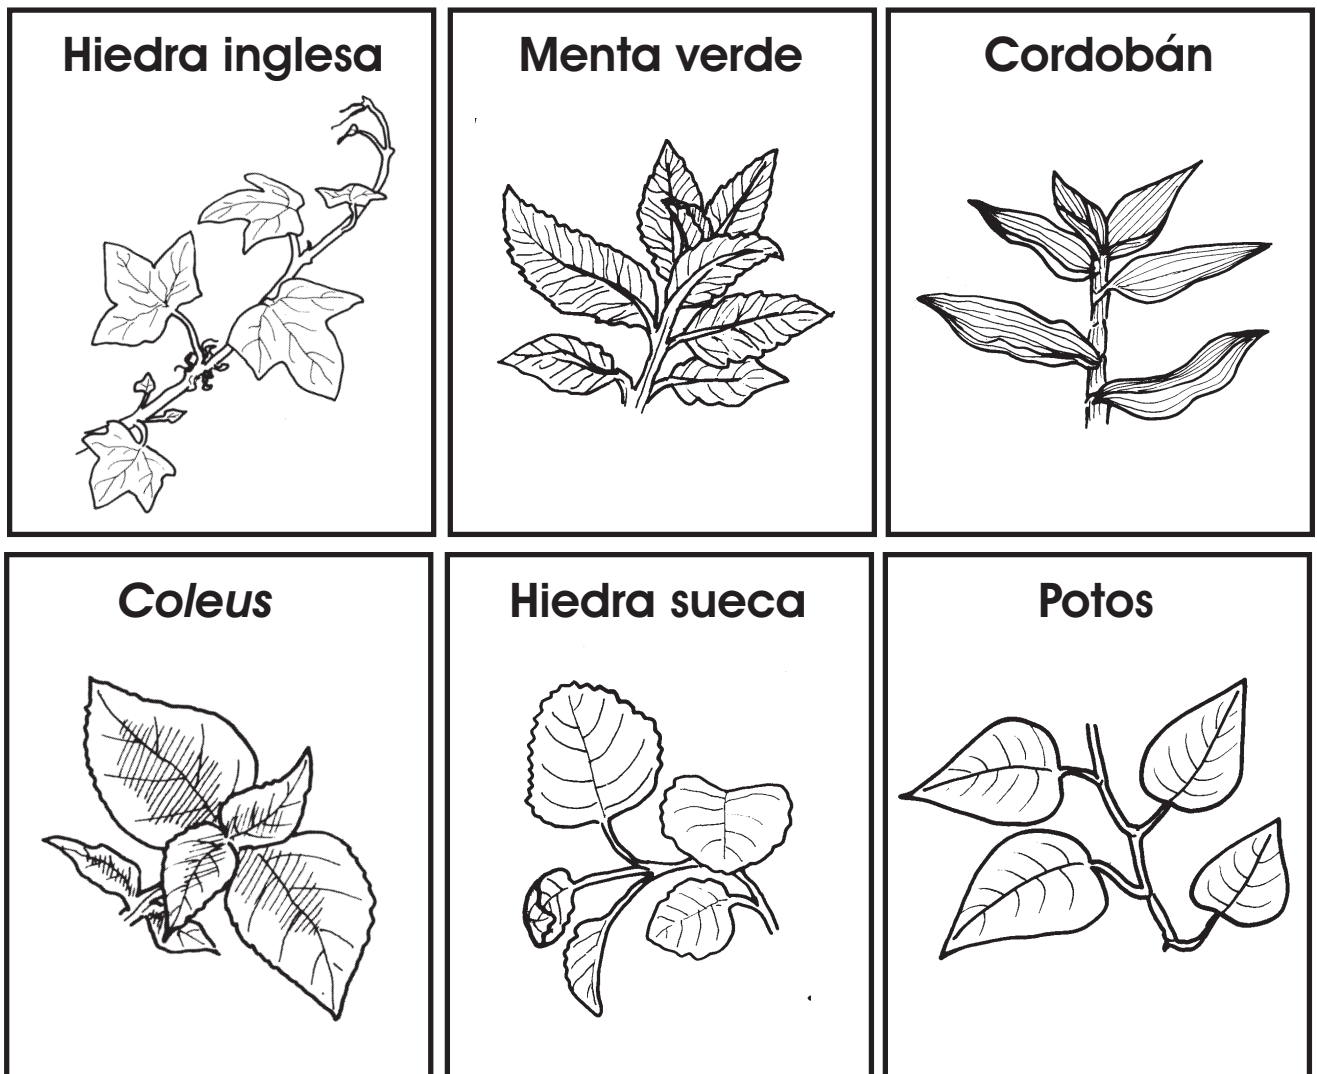 Hiedra inglesa
Menta verde
Cordobán
Coleus
Hiedra sueca
Potos